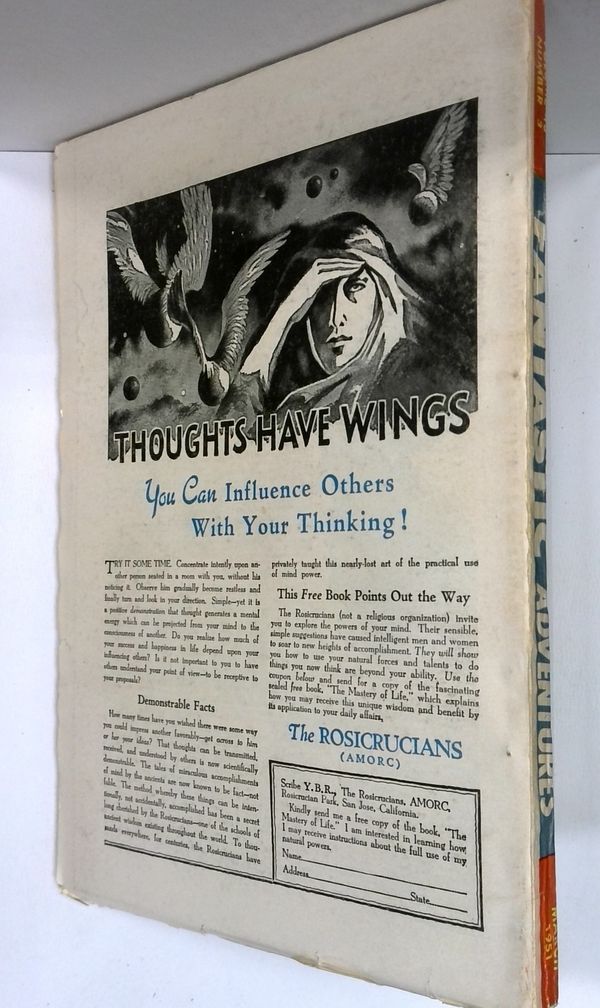 THOUGHTS HAVE WINGS
You Can Influence Others
With Your Thinking!
TRY IT SOME TIME. Concentrate intently upon an-
other person seated in a room with you, without his
noticing it. Observe him gradually become restless and
finally turn and look in your direction. Simple—yet it is
a positive demonstration that thought generates a mental
energy which can be projected from your mind to the
consciousness of another. Do you realize how much of
your success and happiness in life depend upon your
influencing others? Is it not important to you to have
others understand your point of view—to be receptive to
your proposals?
Demonstrable Facts
How many times have you wished there were some way
you could impress another favorably—get across to him
or her your ideas? That thoughts can be transmitted,
received, and understood by others is now scientifically
demonstrable. The tales of miraculous accomplishments
of mind by the ancients are now known to be fact—not
fable. The method whereby these things can be inten-
tionally, not accidentally, accomplished has been a secret
long cherished by the Rosicrucians—one of the schools of
ancient wisdom existing throughout the world. To thou-
sands everywhere, for centuries, the Rosicrucians have
privately taught this nearly-lost art of the practical use
of mind power.
This Free Book Points Out the Way
The Rosicrucians (not a religious organization) invite
you to explore the powers of your mind. Their sensible,
simple suggestions have caused intelligent men and women
to soar to new heights of accomplishment. They will show
you how to use your natural forces and talents to do
things you now think are beyond your ability. Use the
coupon below and send for a copy of the fascinating
sealed free book, "The Mastery of Life," which explains
how you may receive this unique wisdom and benefit by
its application to your daily affairs.
The ROSICRUCIANS
(AMORC)
Scribe Y.B.R., The Rosicrucians, AMORC,
Rosicrucian Park, San Jose, California.
Kindly send me a free copy of the book, "The
Mastery of Life." I am interested in learning how
I may receive instructions about the full use of my
natural powers.
Name
Address
State
NUMBER 3
FANTASTIC ADVENTURES
MARCH
1951